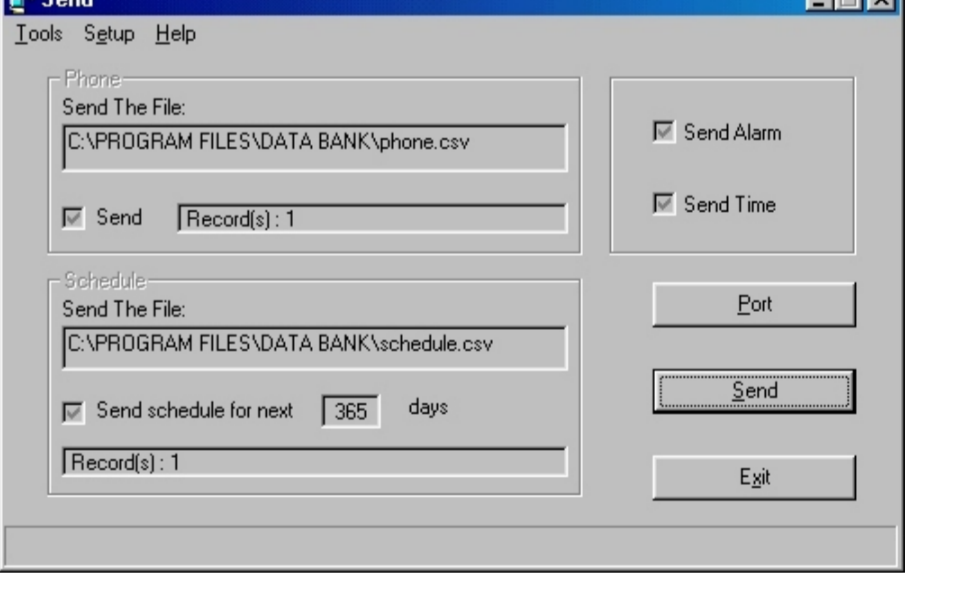 Send
Tools Setup Help
Phone
Send The File:
C:\PROGRAM FILES\DATA BANK\phone.csv
Send Record(s) : 1
Send Alarm
Send Time
Schedule
Send The File:
C:\PROGRAM FILES\DATA BANK\schedule.csv
Send schedule for next 365 days
Record(s) : 1
Port
Send
Exit